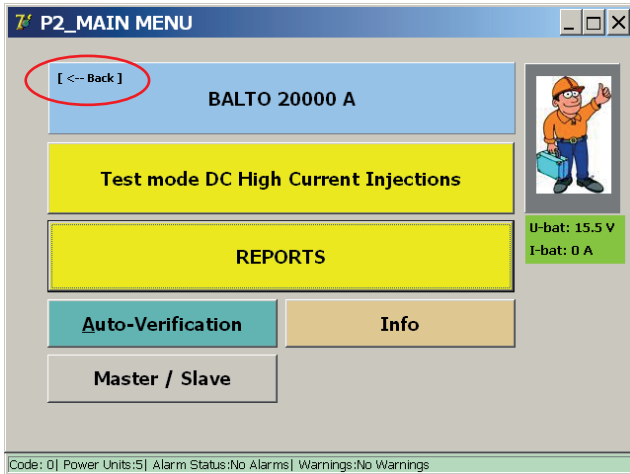 P2_MAIN MENU
[ <-- Back ]
BALTO 20000 A
Test mode DC High Current Injections
REPORTS
U-bat: 15.5 V
I-bat: 0 A
Auto-Verification
Info
Master / Slave
Code: 0| Power Units:5| Alarm Status:No Alarms| Warnings:No Warnings